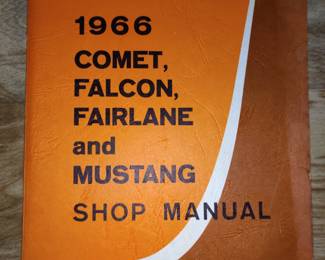 1966
COMET,
FALCON,
FAIRLANE
and
MUSTANG
SHOP MANUAL